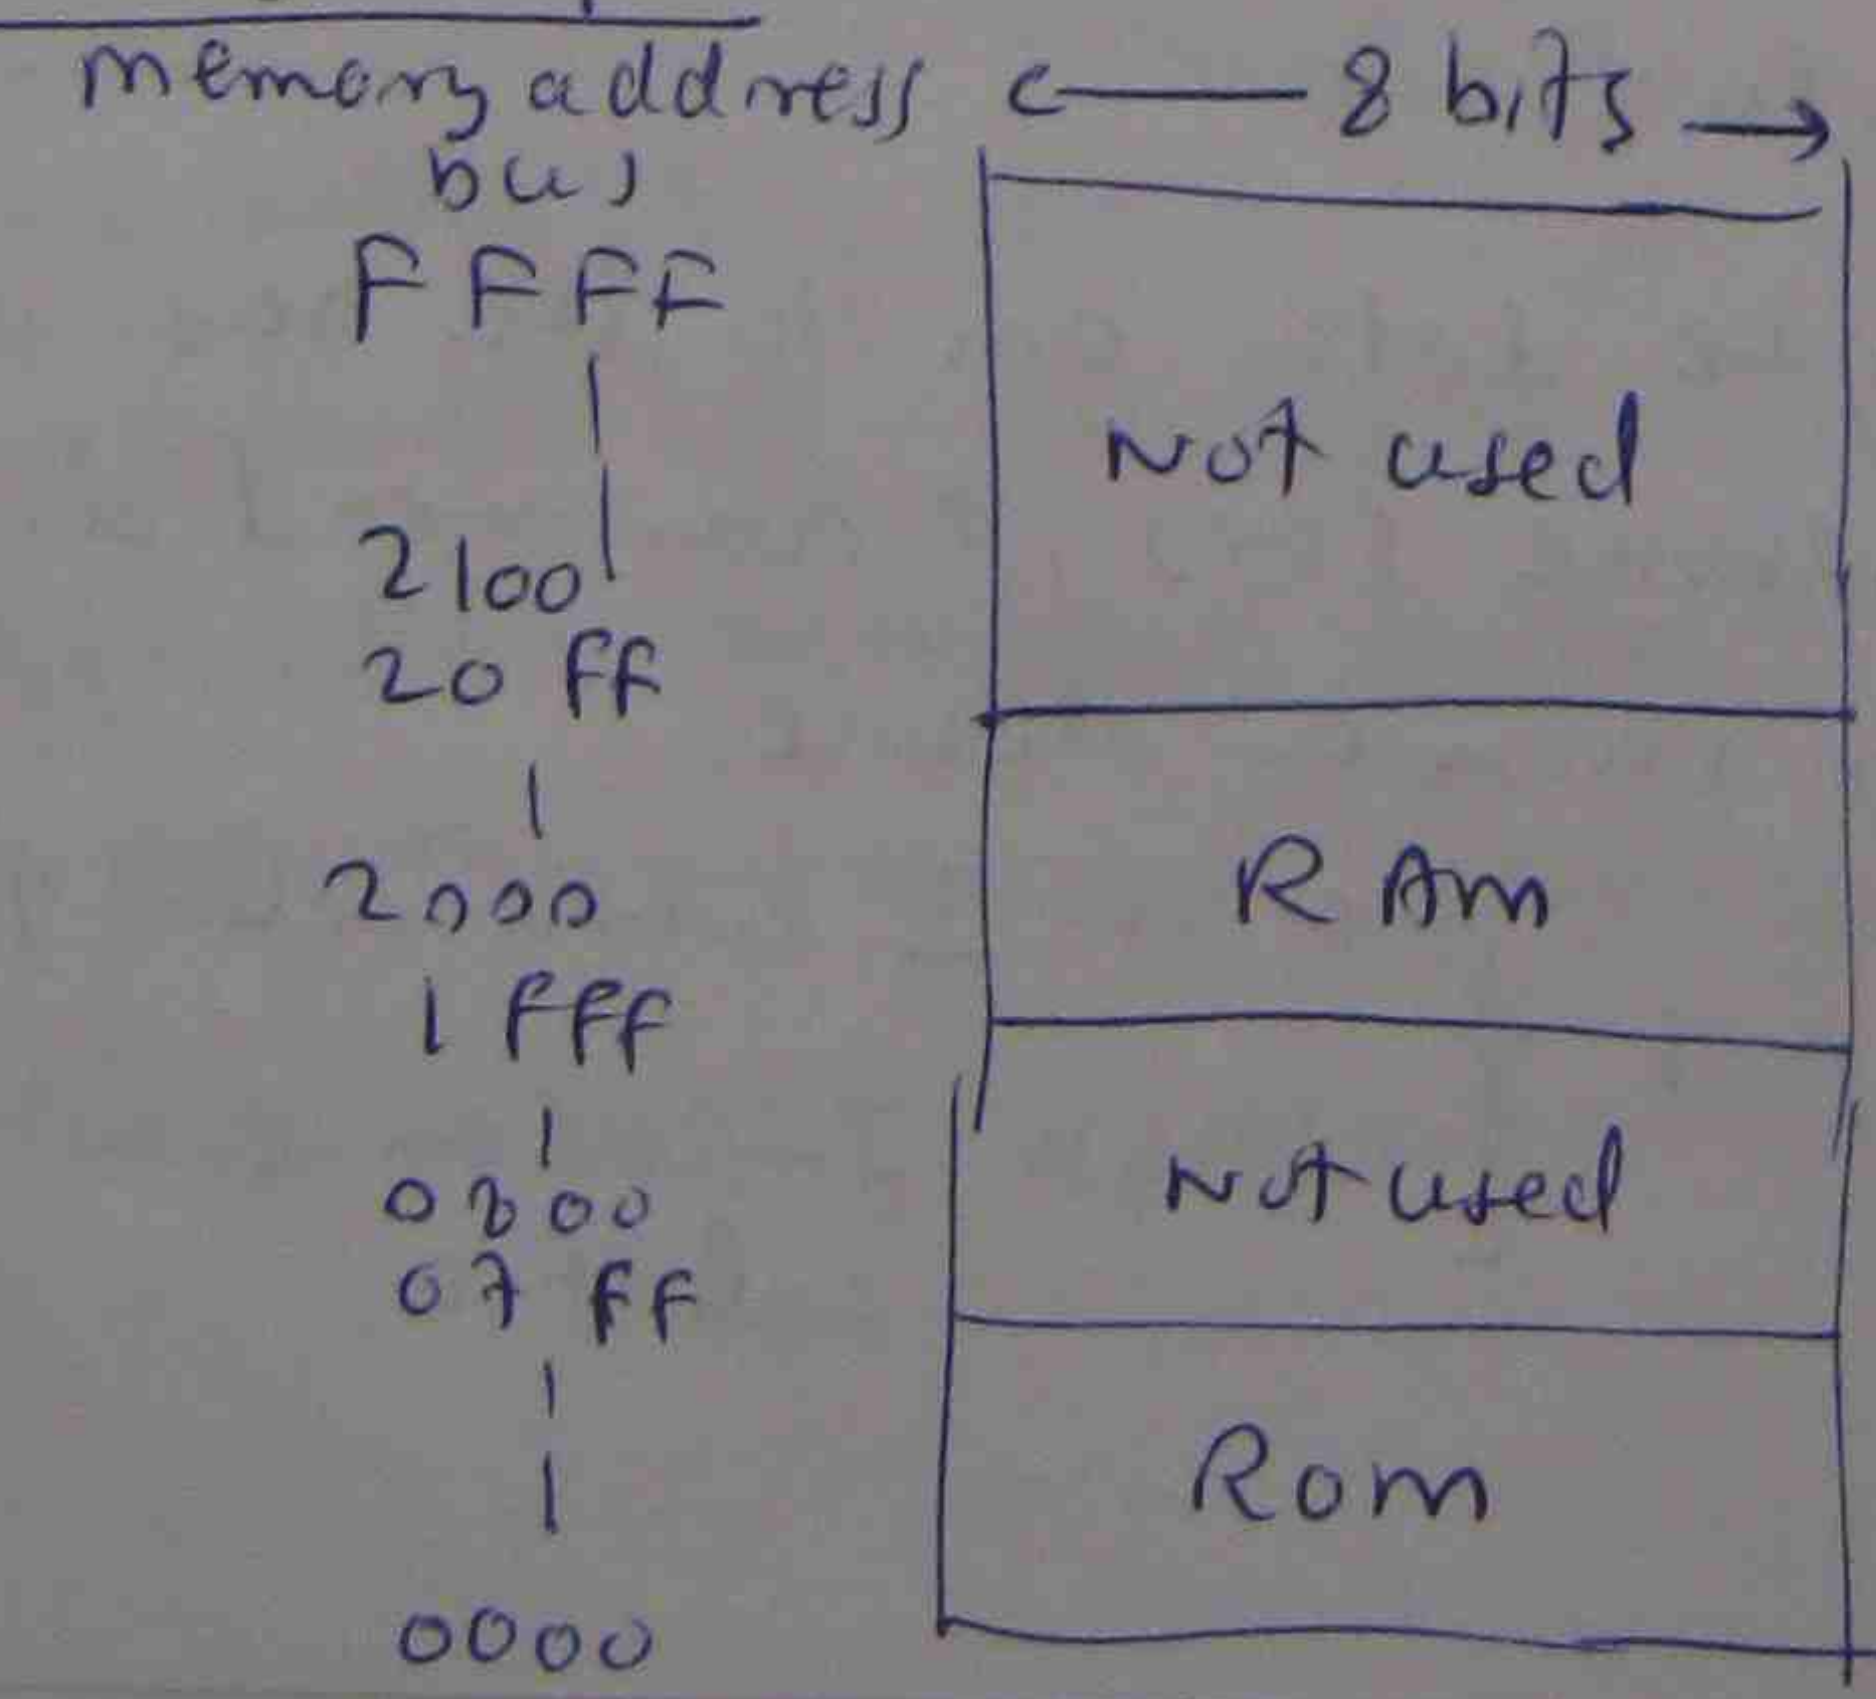 memory address <—— 8 bits —>
bus
FFFF
|
|
Not used
2100
20ff
|
RAm
2000
1fff
|
Not used
0800
07ff
|
|
Rom
0000